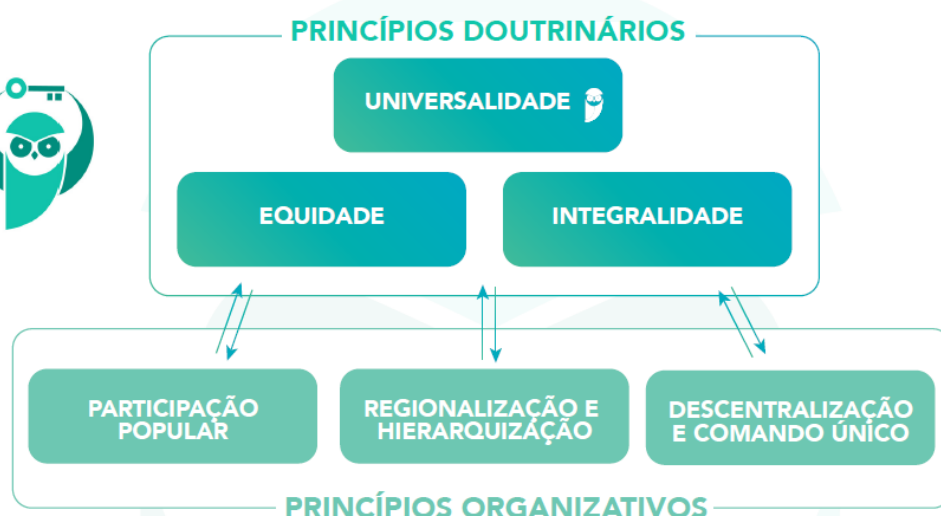 PRINCÍPIOS DOUTRINÁRIOS
UNIVERSALIDADE
EQUIDADE
INTEGRALIDADE
PARTICIPAÇÃO
POPULAR
REGIONALIZAÇÃO E
HIERARQUIZAÇÃO
DESCENTRALIZAÇÃO
E COMANDO ÚNICO
PRINCÍPIOS ORGANIZATIVOS